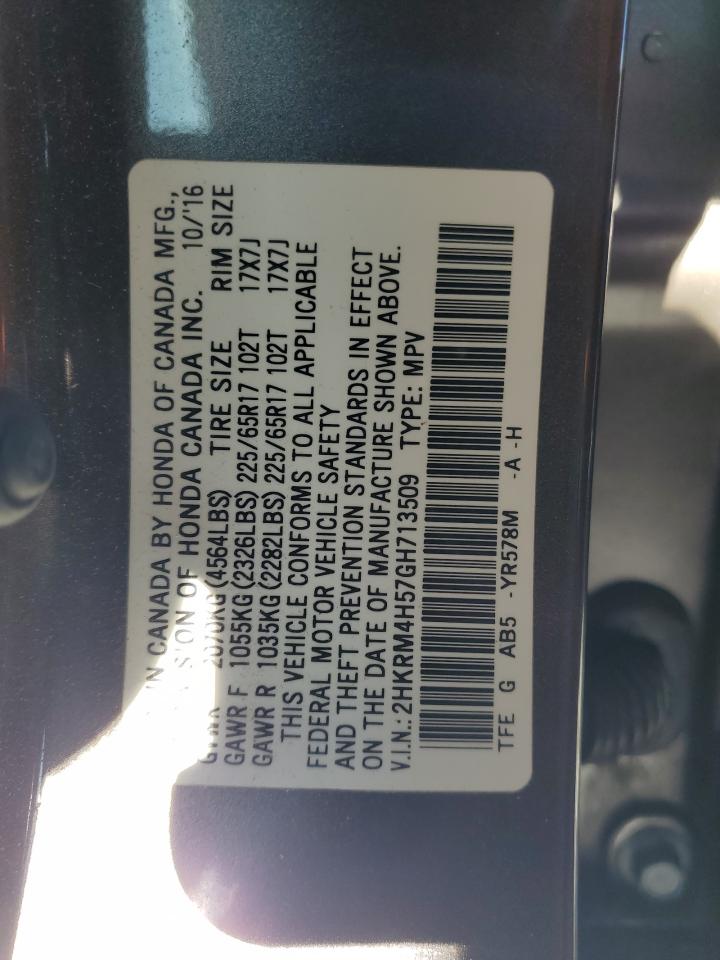 IN CANADA BY HONDA OF CANADA MFG.,
OF HONDA CANADA INC. 10/'16
GVWR 2070KG (4564LBS) TIRE SIZE RIM SIZE
GAWR F 1055KG (2326LBS) 225/65R17 102T 17X7J
GAWR R 1035KG (2282LBS) 225/65R17 102T 17X7J
THIS VEHICLE CONFORMS TO ALL APPLICABLE
FEDERAL MOTOR VEHICLE SAFETY
AND THEFT PREVENTION STANDARDS IN EFFECT
ON THE DATE OF MANUFACTURE SHOWN ABOVE.
V.I.N.: 2HKRM4H57GH713509 TYPE: MPV
TFE G AB5 -YR578M -A -H